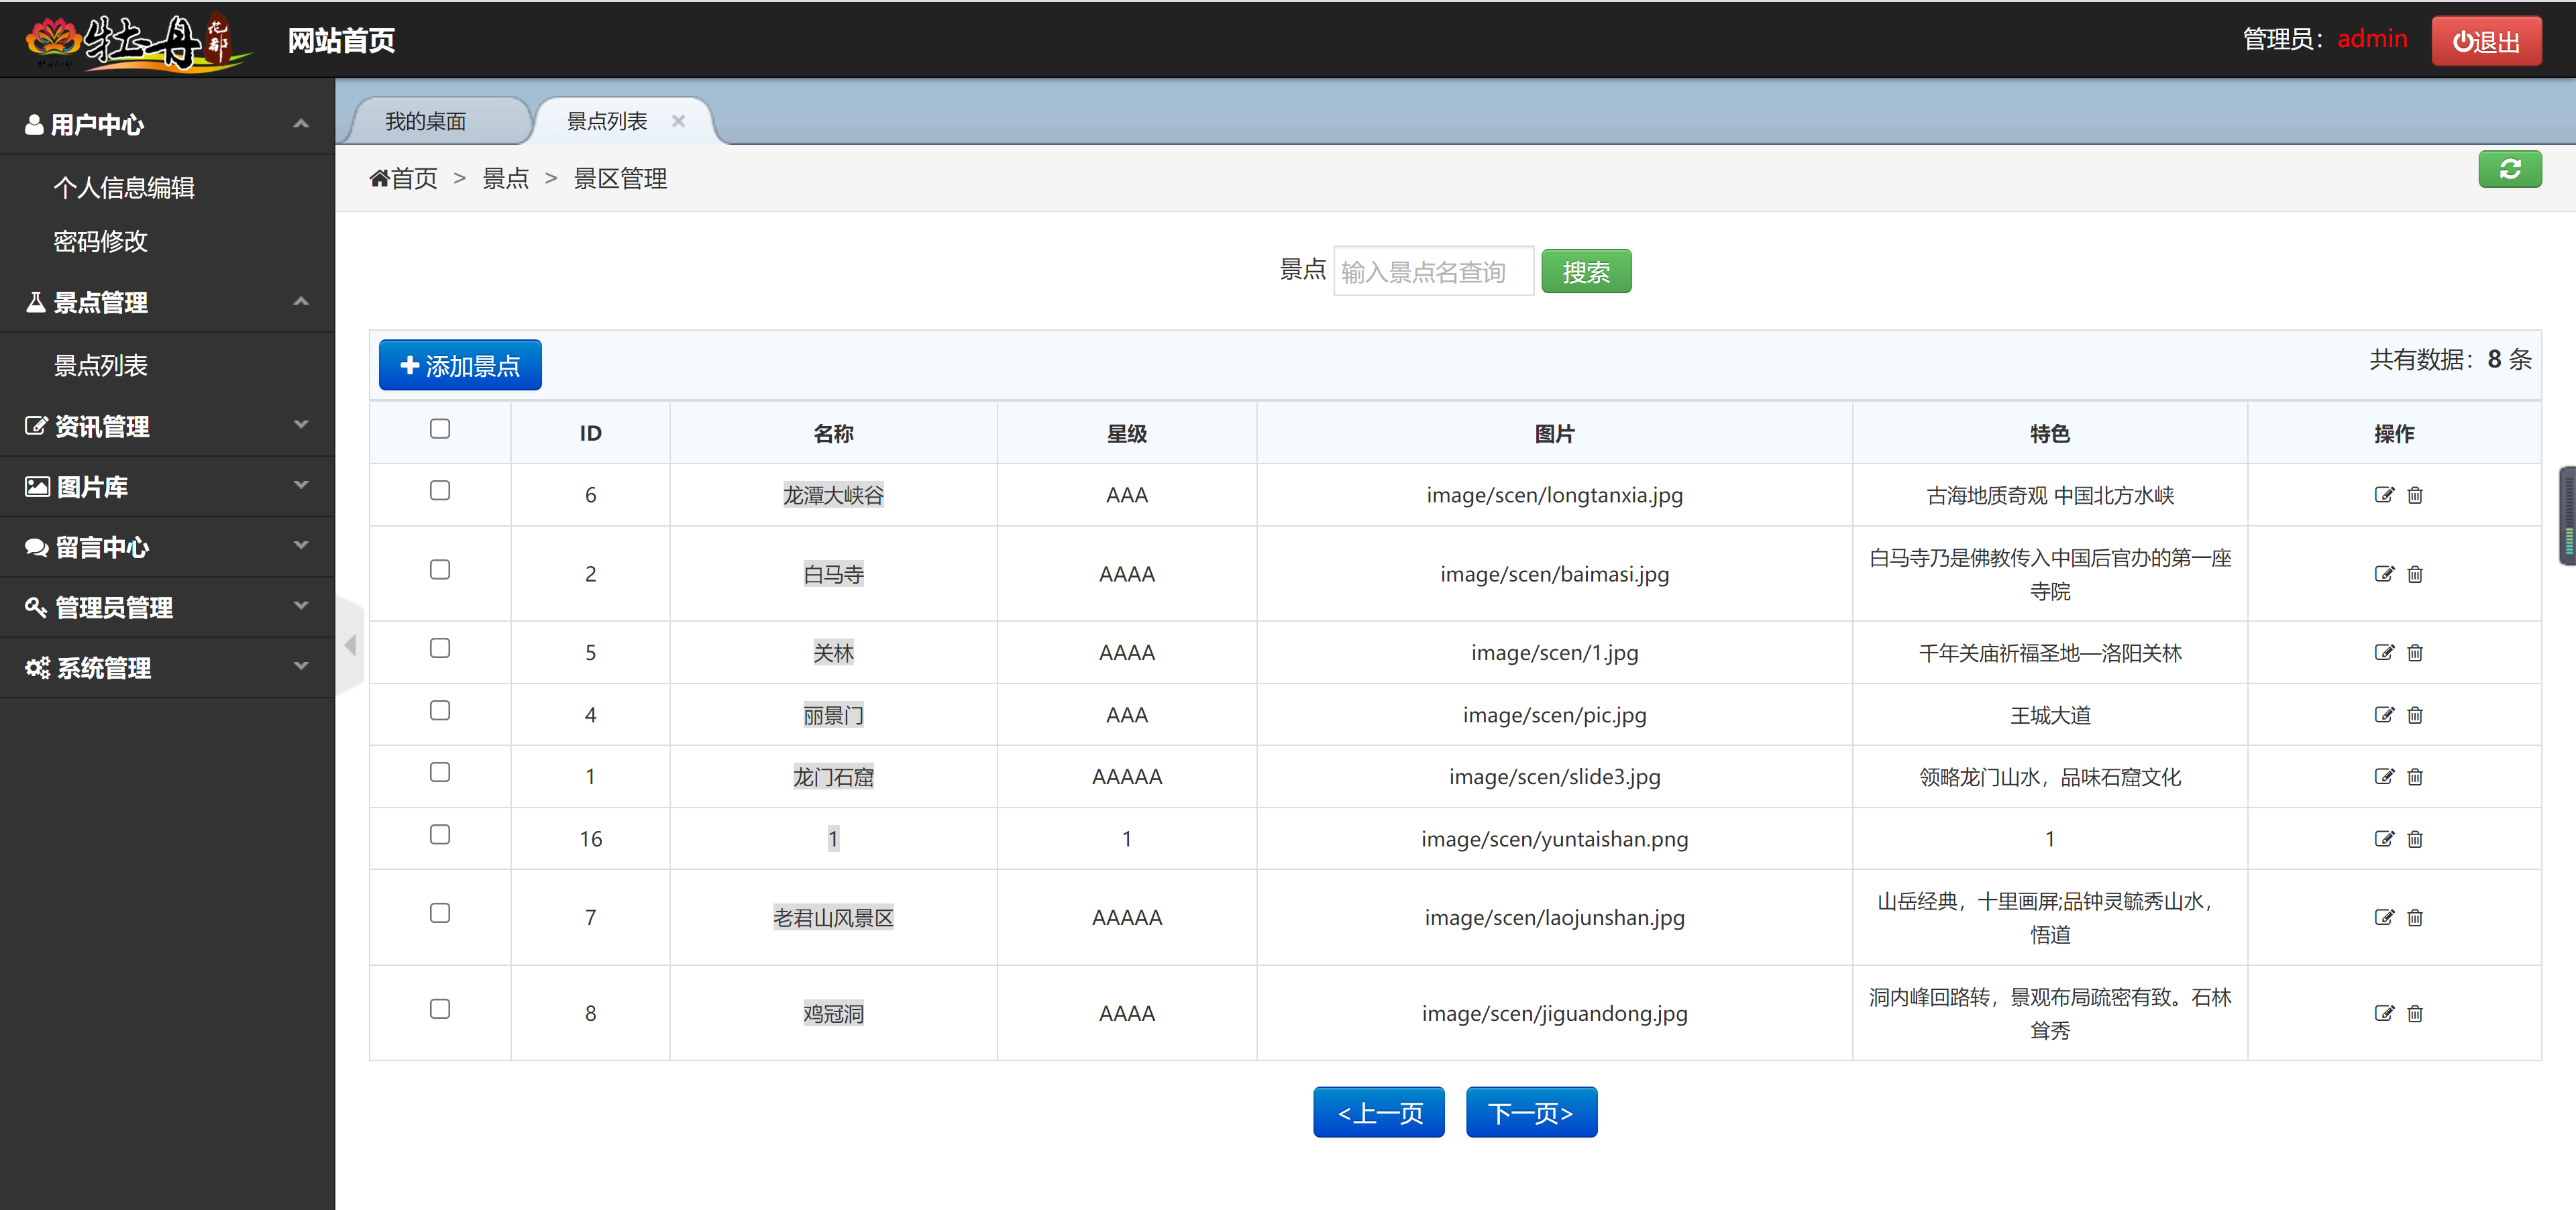 牡丹花都
网站首页
管理员：admin
退出
用户中心
个人信息编辑
密码修改
景点管理
景点列表
资讯管理
图片库
留言中心
管理员管理
系统管理
我的桌面
景点列表 ×
首页 > 景点 > 景区管理
景点 输入景点名查询 搜索
添加景点
共有数据：8 条
ID 名称 星级 图片 特色 操作
6 龙潭大峡谷 AAA image/scen/longtanxia.jpg 古海地质奇观 中国北方水峡
2 白马寺 AAAA image/scen/baimasi.jpg 白马寺乃是佛教传入中国后官办的第一座
寺院
5 关林 AAAA image/scen/1.jpg 千年关庙祈福圣地—洛阳关林
4 丽景门 AAA image/scen/pic.jpg 王城大道
1 龙门石窟 AAAAA image/scen/slide3.jpg 领略龙门山水，品味石窟文化
16 1 1 image/scen/yuntaishan.png 1
7 老君山风景区 AAAAA image/scen/laojunshan.jpg 山岳经典，十里画屏;品钟灵毓秀山水，
悟道
8 鸡冠洞 AAAA image/scen/jiguandong.jpg 洞内峰回路转，景观布局疏密有致。石林
耸秀
<上一页 下一页>